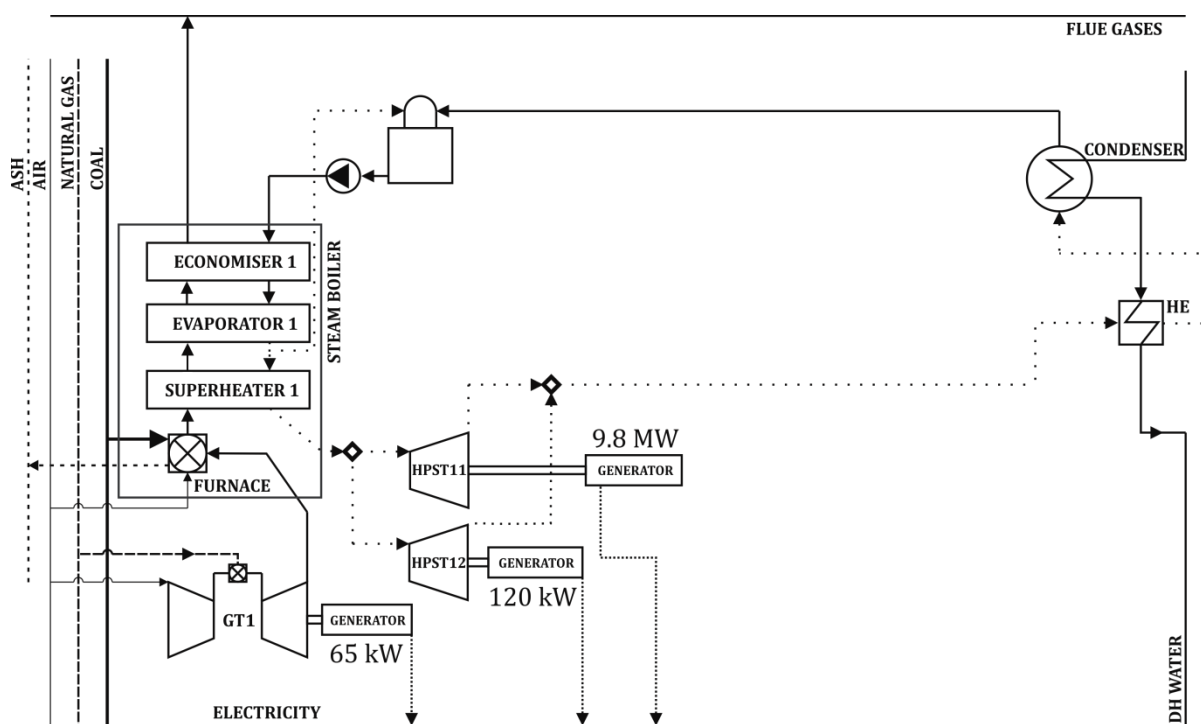 FLUE GASES
ASH
AIR
NATURAL GAS
COAL
CONDENSER
ECONOMISER 1
STEAM BOILER
EVAPORATOR 1
HE
SUPERHEATER 1
9.8 MW
HPST11
GENERATOR
FURNACE
HPST12
GENERATOR
120 kW
GT1
GENERATOR
65 kW
DH WATER
ELECTRICITY